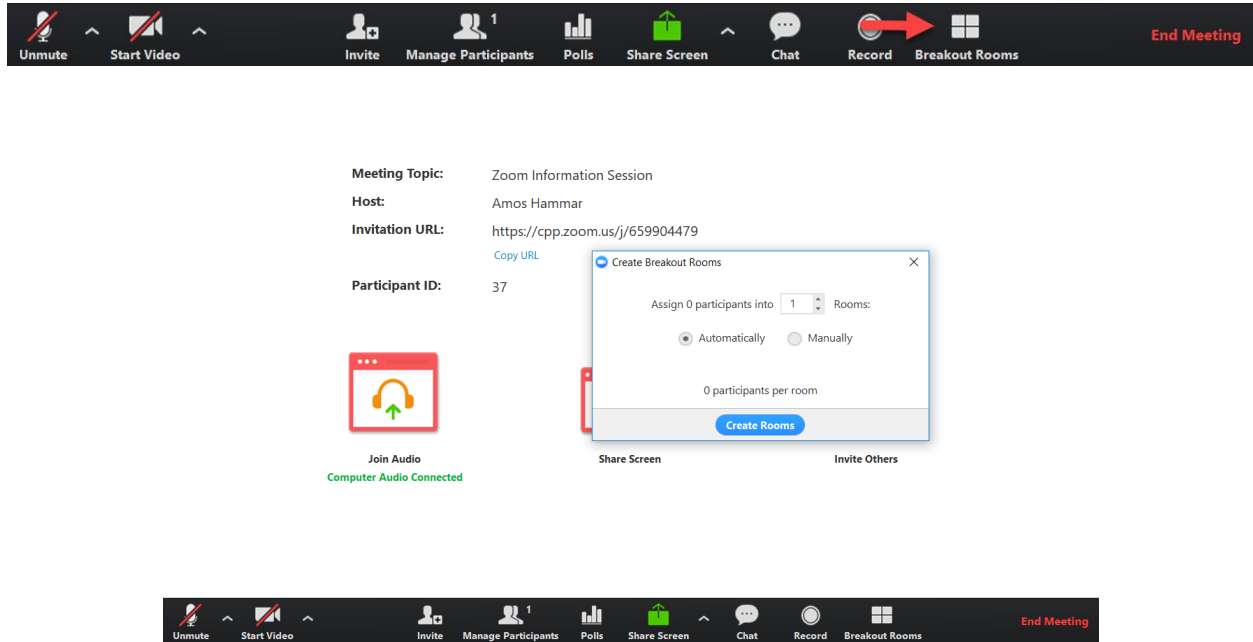 Unmute Start Video Invite Manage Participants 1 Polls Share Screen Chat Record Breakout Rooms End Meeting
Meeting Topic: Zoom Information Session
Host: Amos Hammar
Invitation URL: https://cpp.zoom.us/j/659904479
Copy URL
Participant ID: 37
Create Breakout Rooms
Assign 0 participants into 1 Rooms:
Automatically Manually
0 participants per room
Create Rooms
Join Audio Share Screen Invite Others
Computer Audio Connected
Unmute Start Video Invite Manage Participants 1 Polls Share Screen Chat Record Breakout Rooms End Meeting